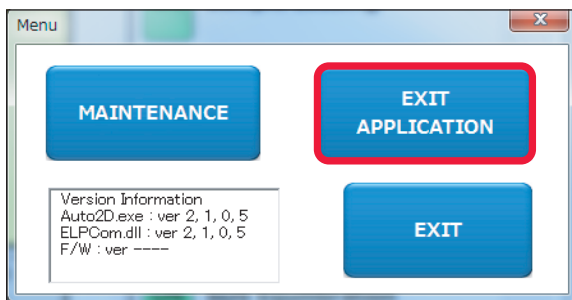 Menu
MAINTENANCE
EXIT
APPLICATION
Version Information
Auto2D.exe : ver 2, 1, 0, 5
ELPCom.dll : ver 2, 1, 0, 5
F/W : ver ----
EXIT